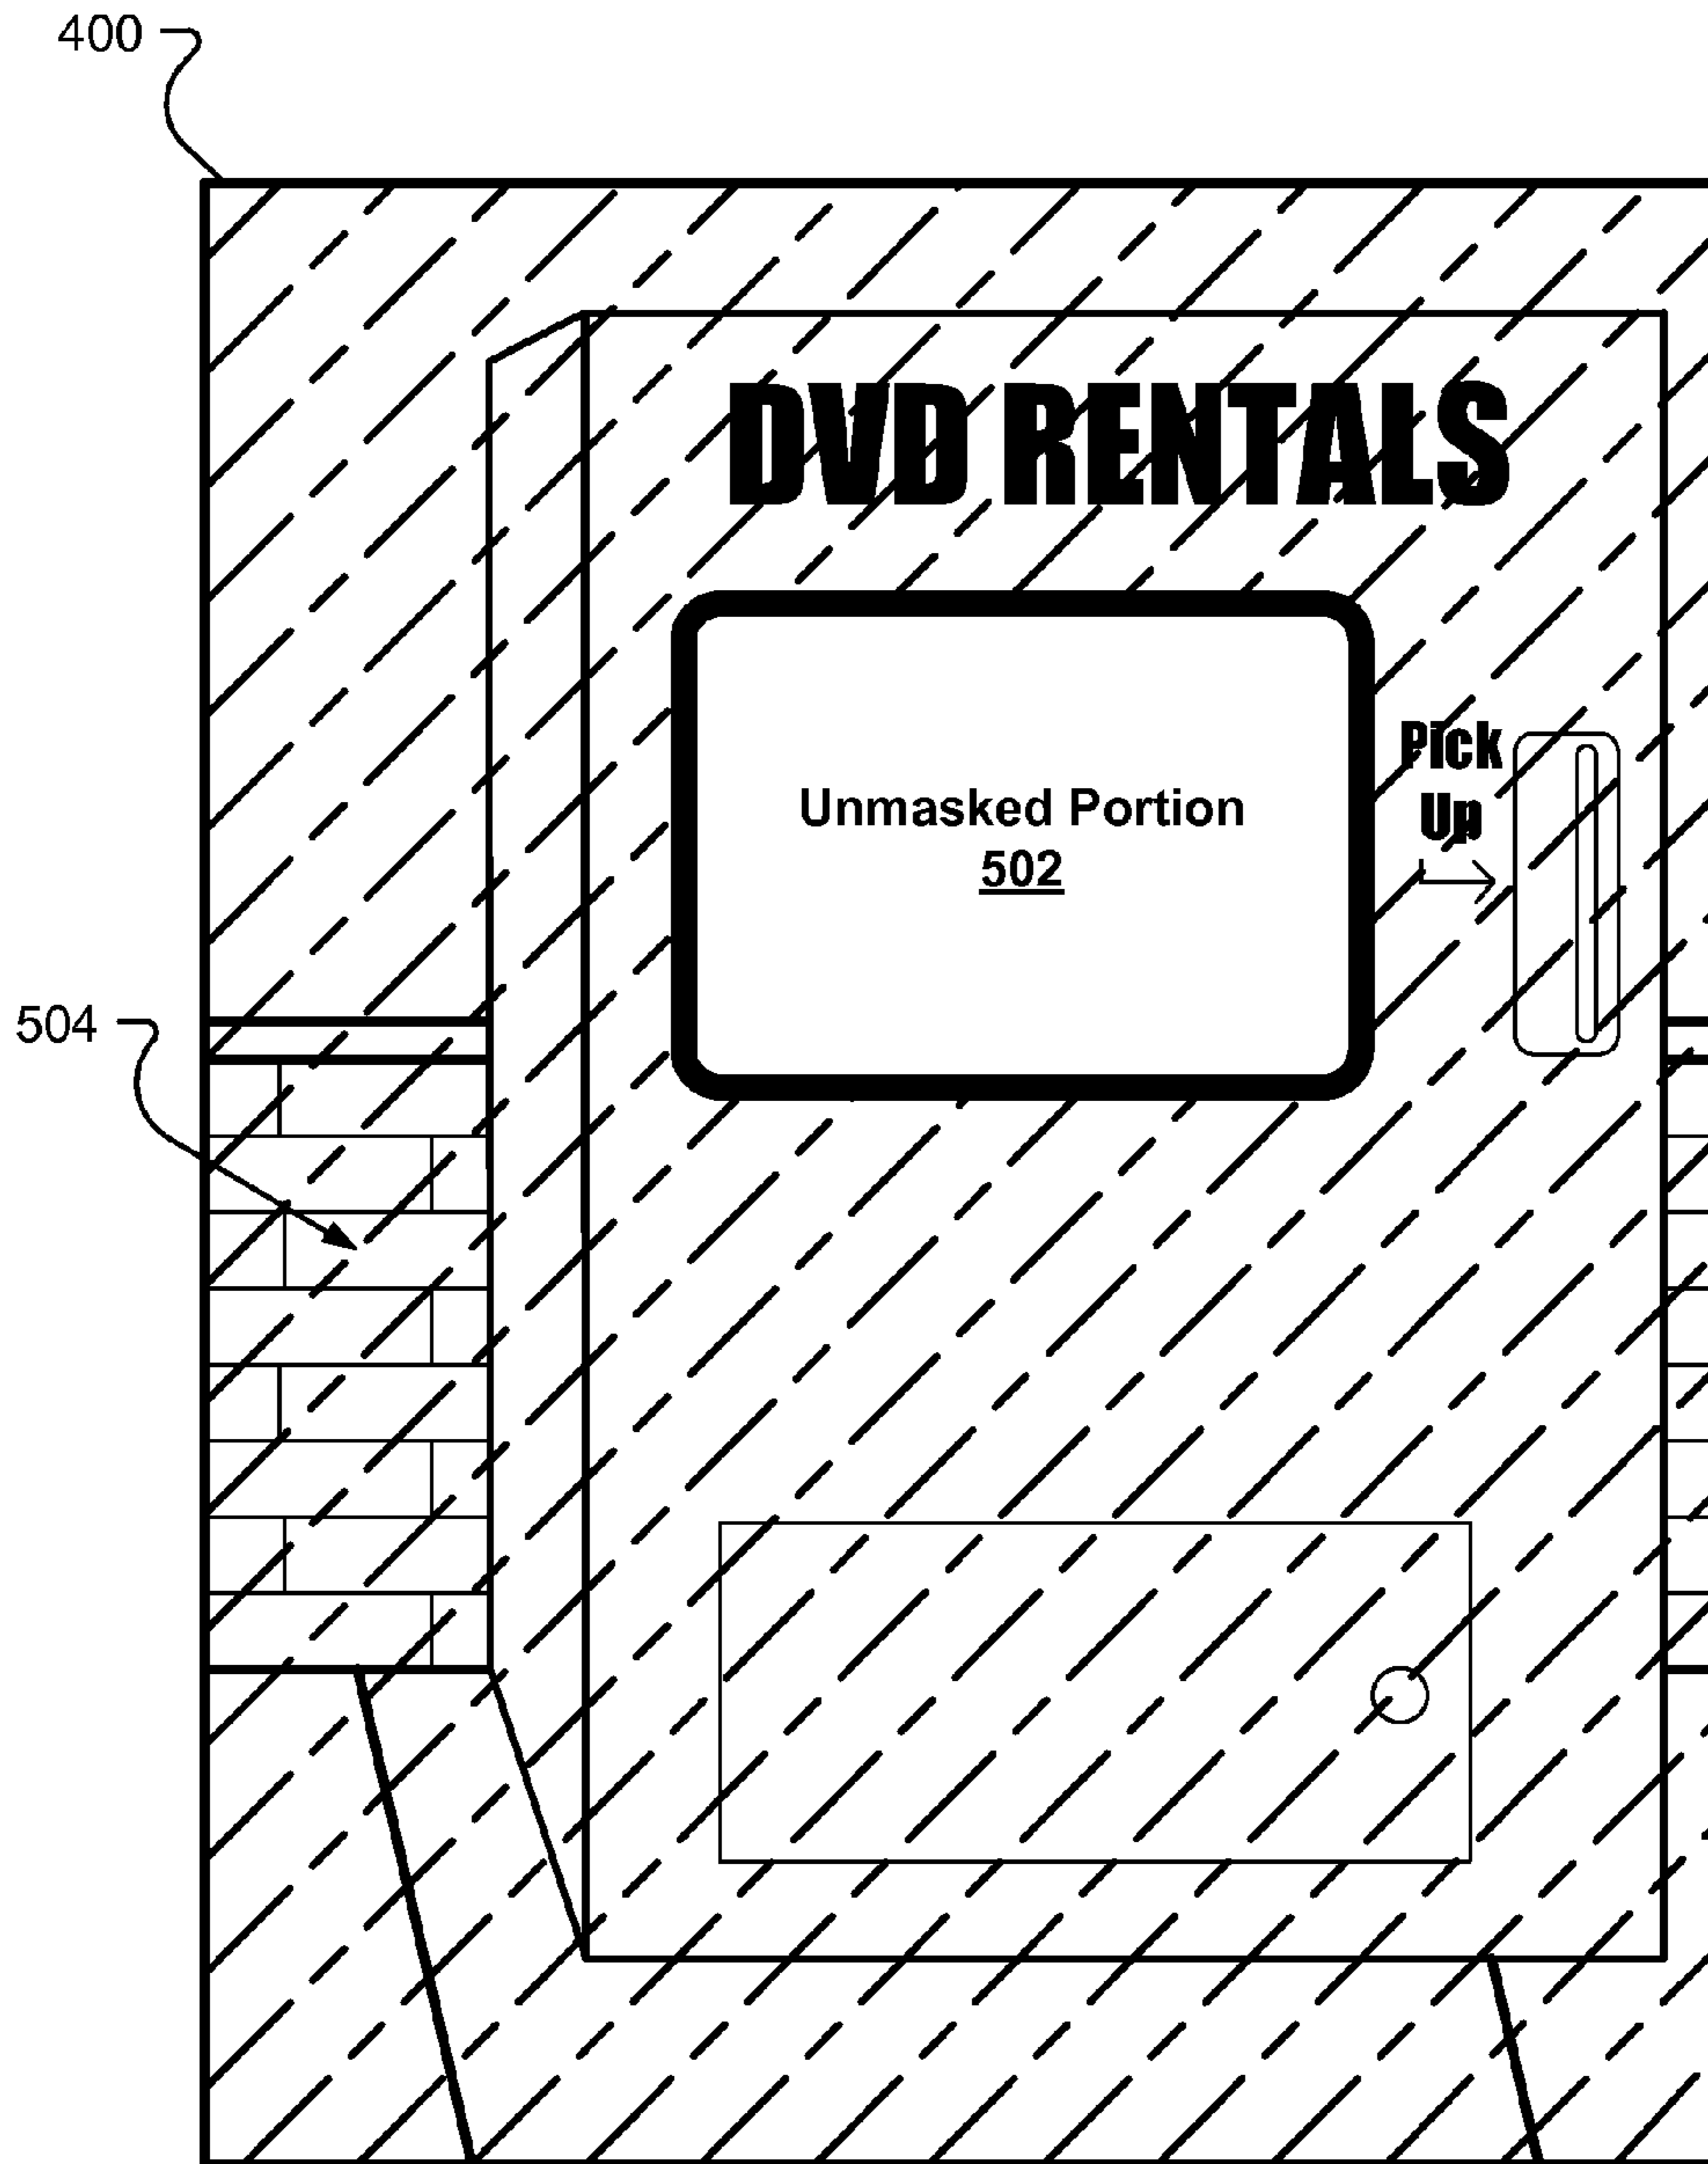 400
DVD RENTALS
Pick
Up
Unmasked Portion
502
504